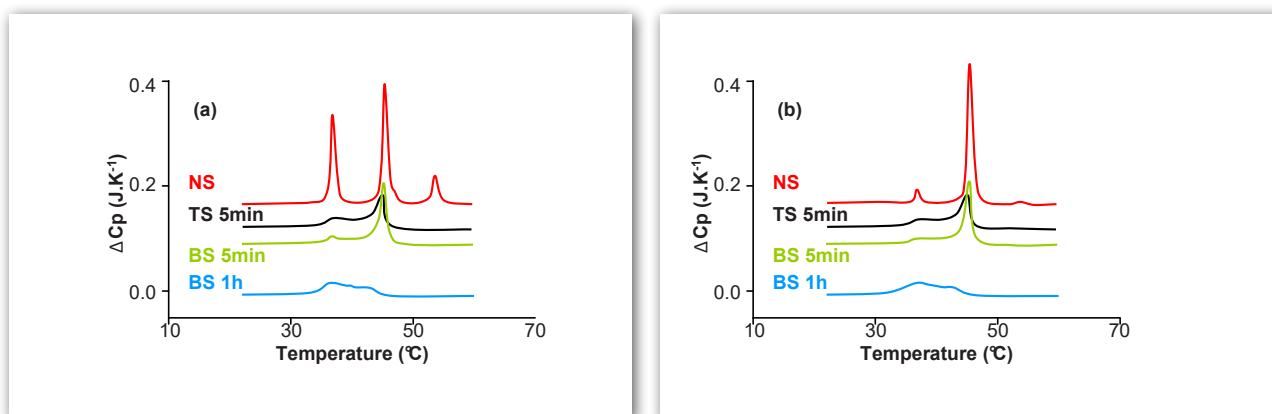 0.4
(a)
NS
0.2
TS 5min
BS 5min
BS 1h
0.0
Δ Cp (J.K⁻¹)
10 30 50 70
Temperature (°C)
0.4
(b)
NS
0.2
TS 5min
BS 5min
BS 1h
0.0
Δ Cp (J.K⁻¹)
10 30 50 70
Temperature (°C)